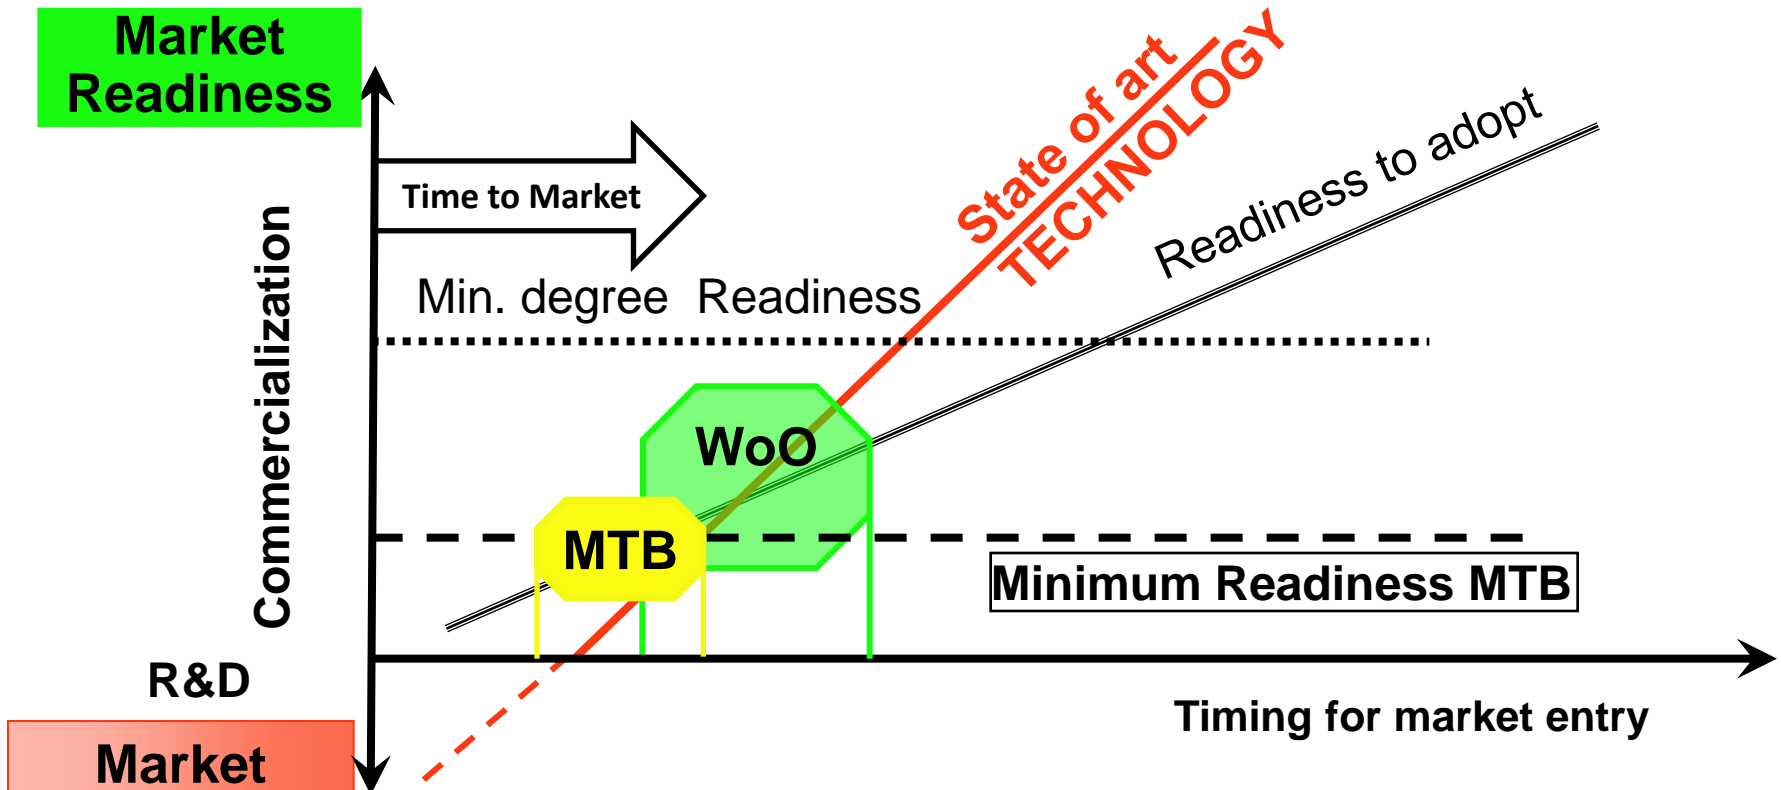 Market
Readiness
Time to Market
State of art
TECHNOLOGY
Readiness to adopt
Commercialization
Min. degree Readiness
WoO
MTB
Minimum Readiness MTB
R&D
Timing for market entry
Market